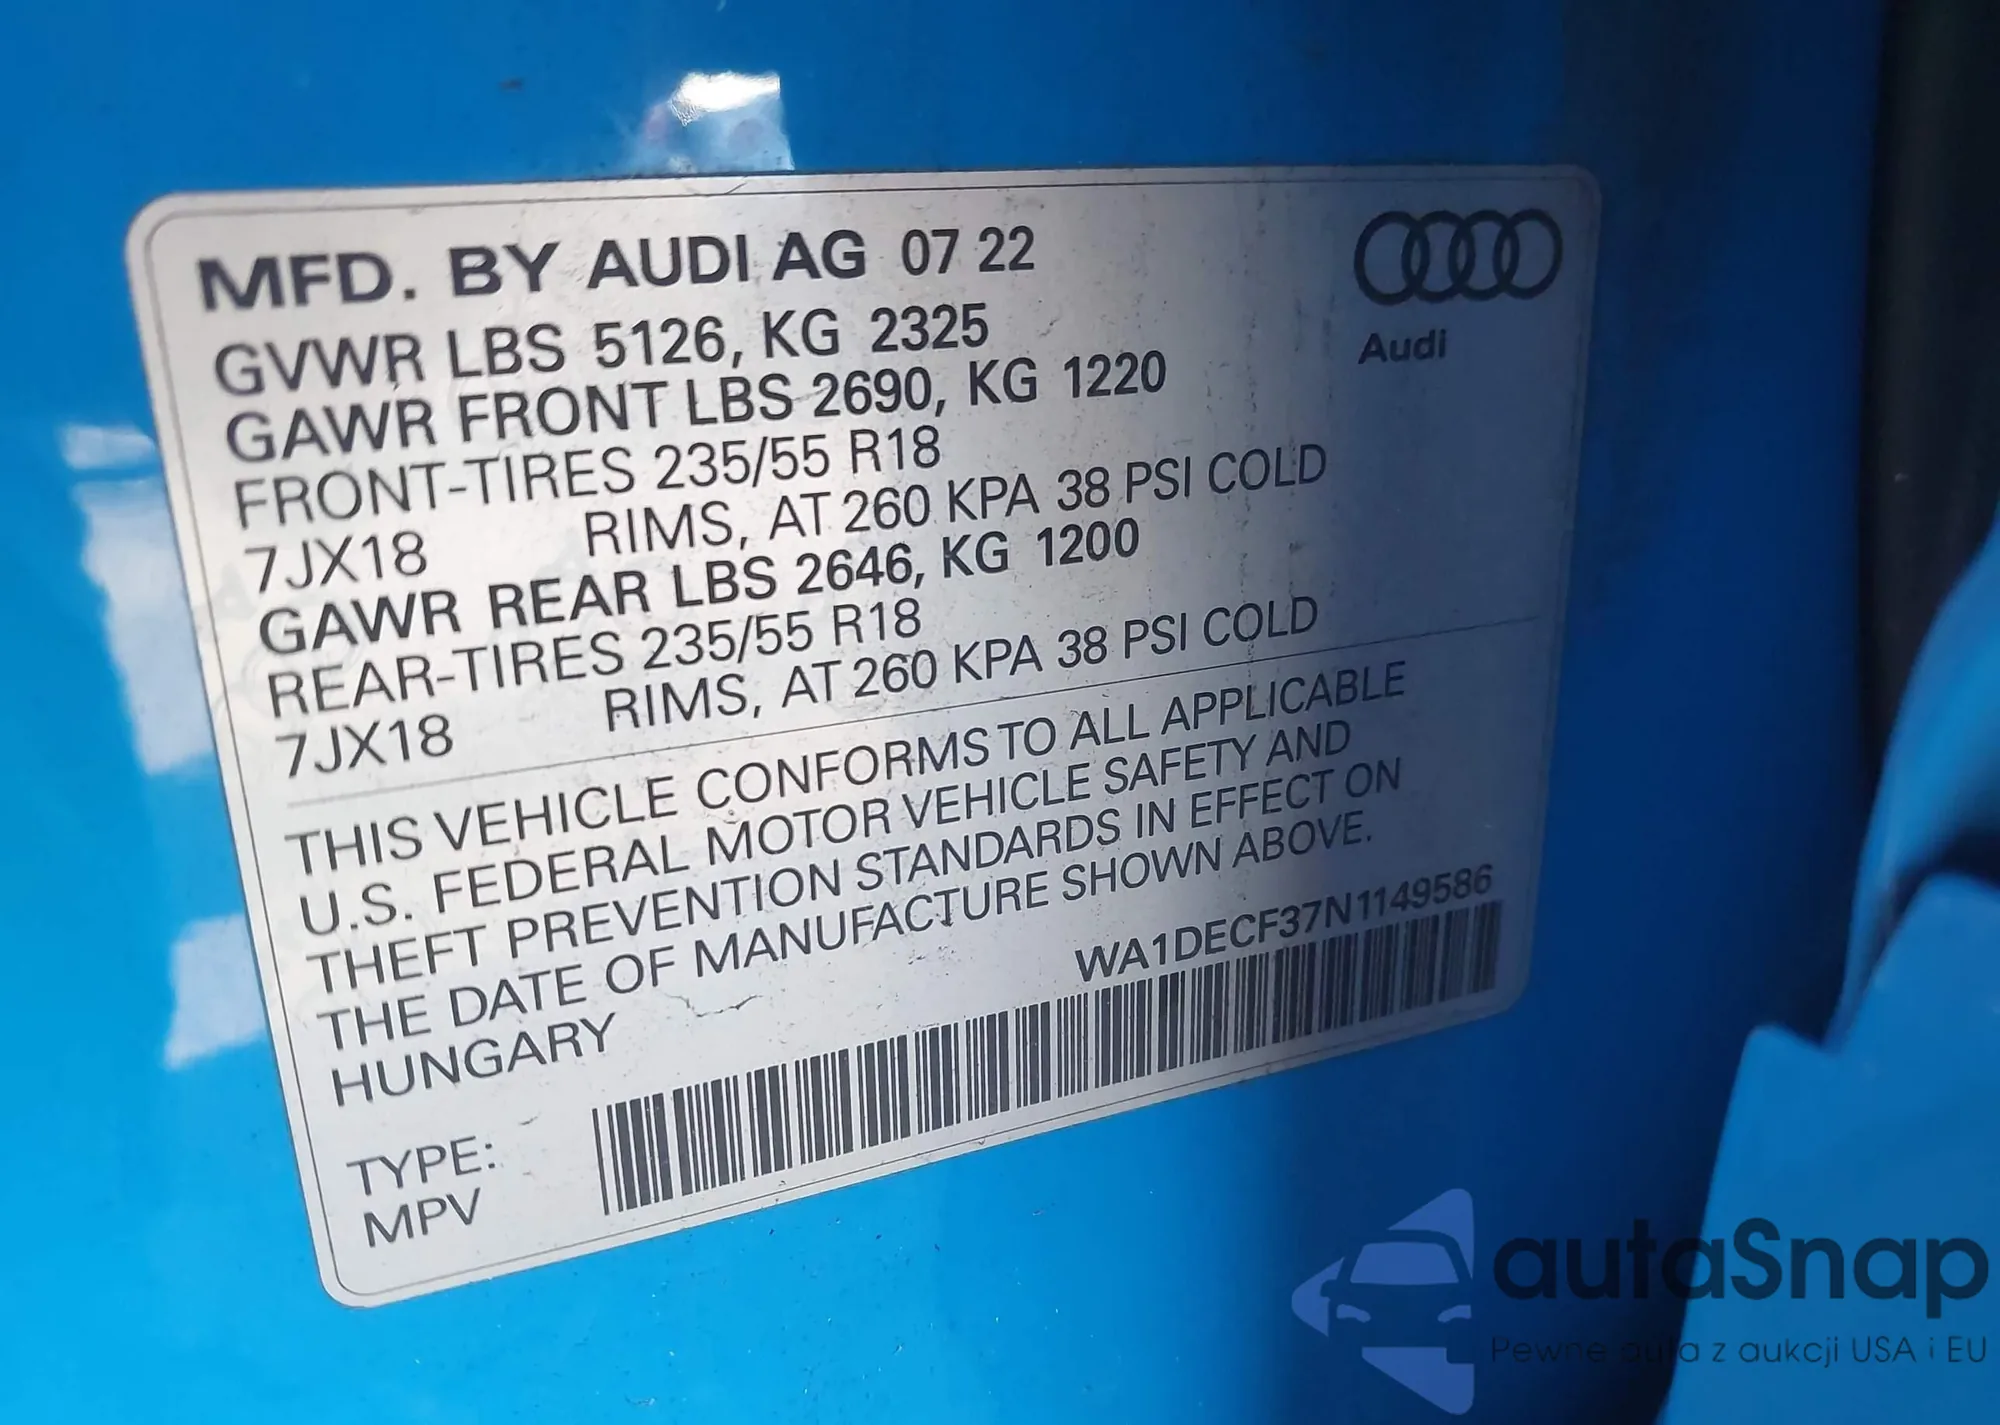 MFD. BY AUDI AG 07 22
GVWR LBS 5126, KG 2325
GAWR FRONT LBS 2690, KG 1220
FRONT-TIRES 235/55 R18
7JX18 RIMS, AT 260 KPA 38 PSI COLD
GAWR REAR LBS 2646, KG 1200
REAR-TIRES 235/55 R18
7JX18 RIMS, AT 260 KPA 38 PSI COLD
Audi
THIS VEHICLE CONFORMS TO ALL APPLICABLE
U.S. FEDERAL MOTOR VEHICLE SAFETY AND
THEFT PREVENTION STANDARDS IN EFFECT ON
THE DATE OF MANUFACTURE SHOWN ABOVE.
HUNGARY
WA1DECF37N1149586
TYPE:
MPV
autaSnap
Pewne auta z aukcji USA i EU